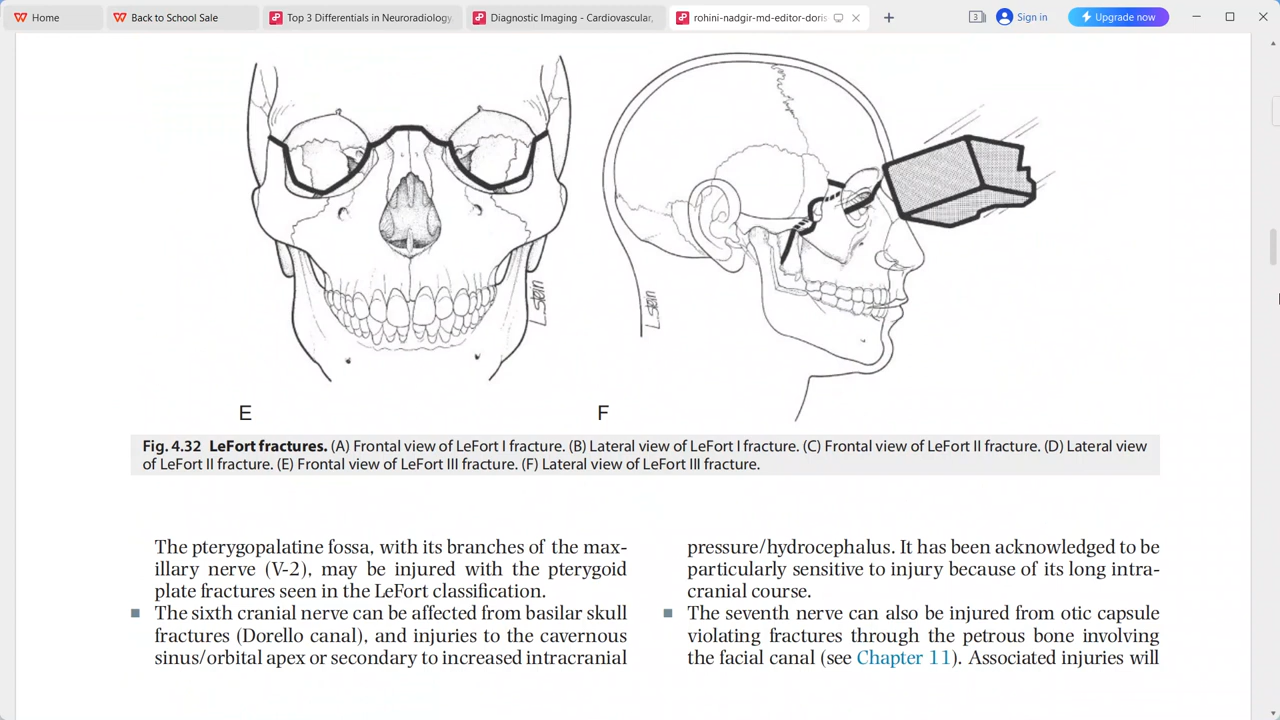 Home
Back to School Sale
Top 3 Differentials in Neuroradiology
Diagnostic Imaging - Cardiovascular,
rohini-nadgir-md-editor-doris
3
Sign in
Upgrade now
L.Stein
L.Stein
E
F
Fig. 4.32 LeFort fractures. (A) Frontal view of LeFort I fracture. (B) Lateral view of LeFort I fracture. (C) Frontal view of LeFort II fracture. (D) Lateral view
of LeFort II fracture. (E) Frontal view of LeFort III fracture. (F) Lateral view of LeFort III fracture.
The pterygopalatine fossa, with its branches of the max-
illary nerve (V-2), may be injured with the pterygoid
plate fractures seen in the LeFort classification.
The sixth cranial nerve can be affected from basilar skull
fractures (Dorello canal), and injuries to the cavernous
sinus/orbital apex or secondary to increased intracranial
pressure/hydrocephalus. It has been acknowledged to be
particularly sensitive to injury because of its long intra-
cranial course.
The seventh nerve can also be injured from otic capsule
violating fractures through the petrous bone involving
the facial canal (see Chapter 11). Associated injuries will